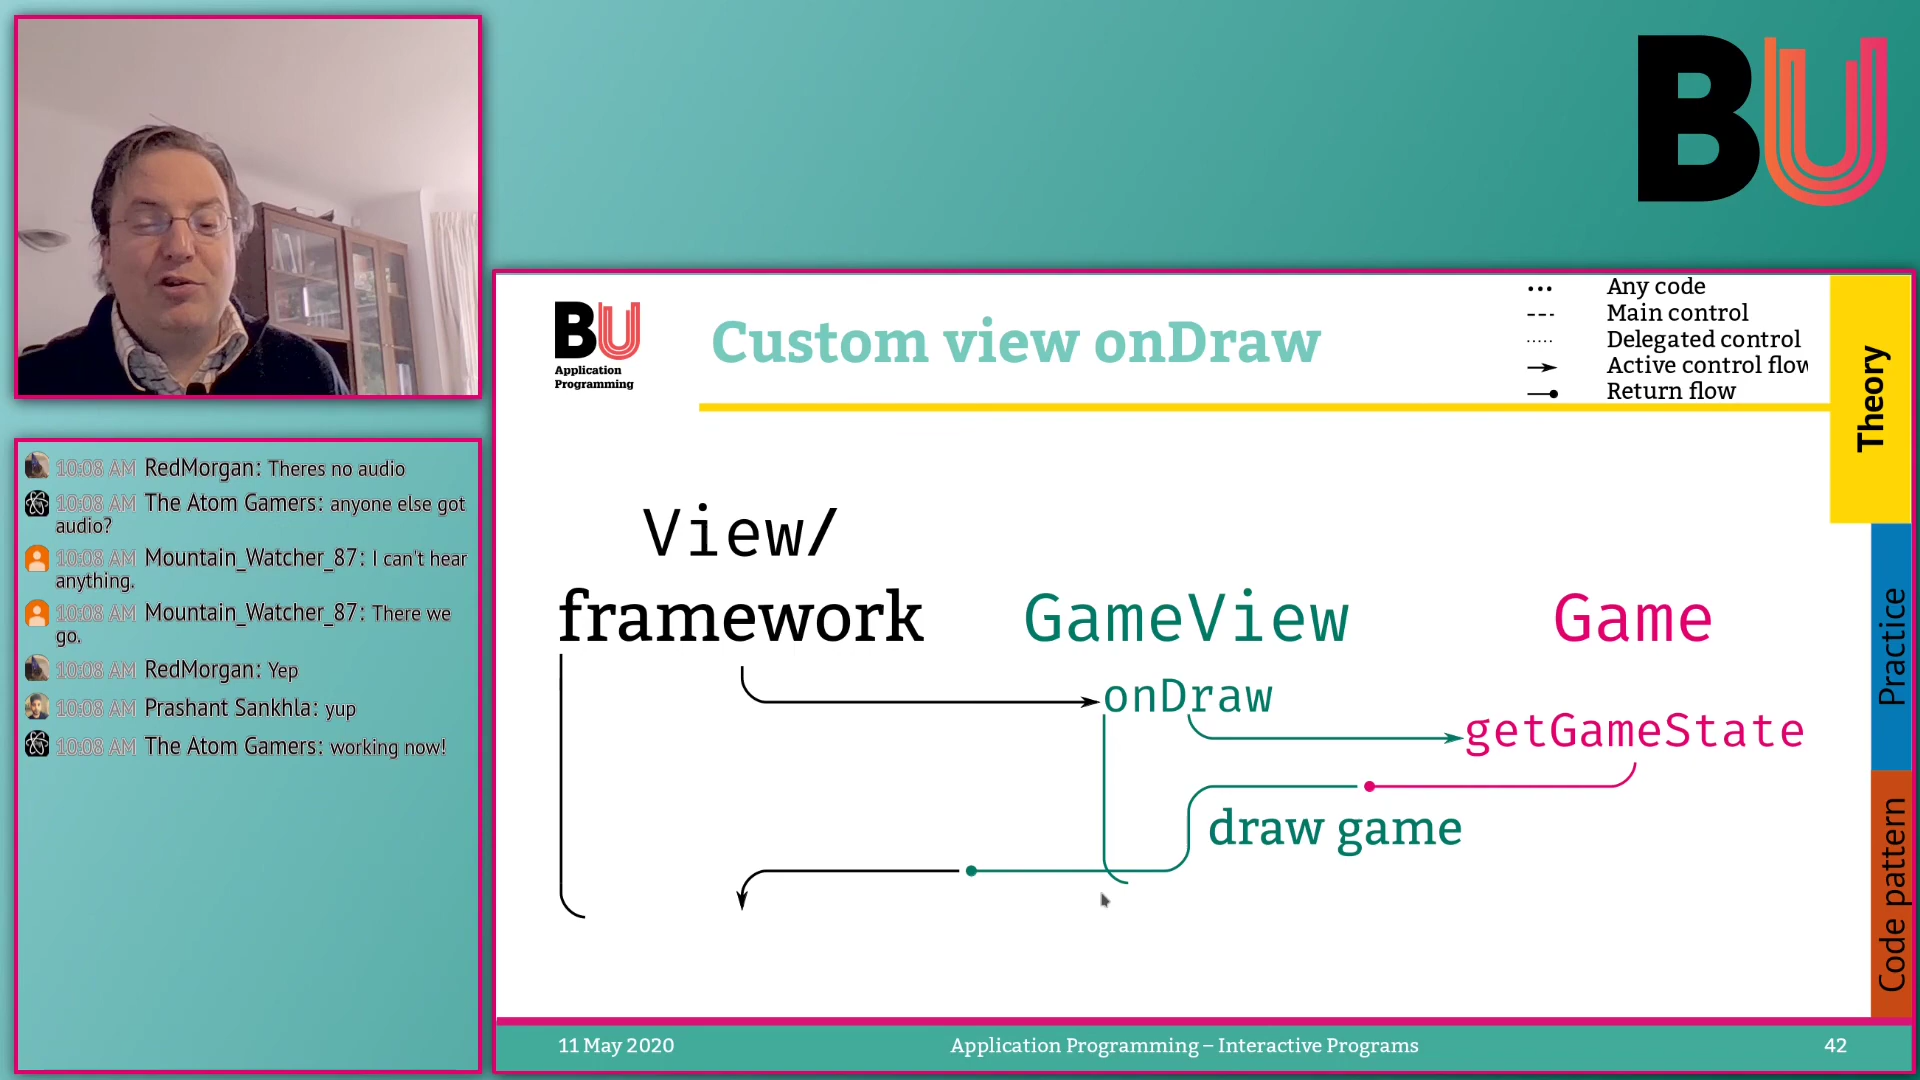 BU
10:08 AM RedMorgan: Theres no audio
10:08 AM The Atom Gamers: anyone else got
audio?
10:08 AM Mountain_Watcher_87: I can't hear
anything.
10:08 AM Mountain_Watcher_87: There we
go.
10:08 AM RedMorgan: Yep
10:08 AM Prashant Sankhla: yup
10:08 AM The Atom Gamers: working now!
BU
Application
Programming
Custom view onDraw
Any code
Main control
Delegated control
Active control flow
Return flow
Theory
Practice
Code pattern
View/
framework
GameView
Game
onDraw
getGameState
draw game
11 May 2020
Application Programming – Interactive Programs
42